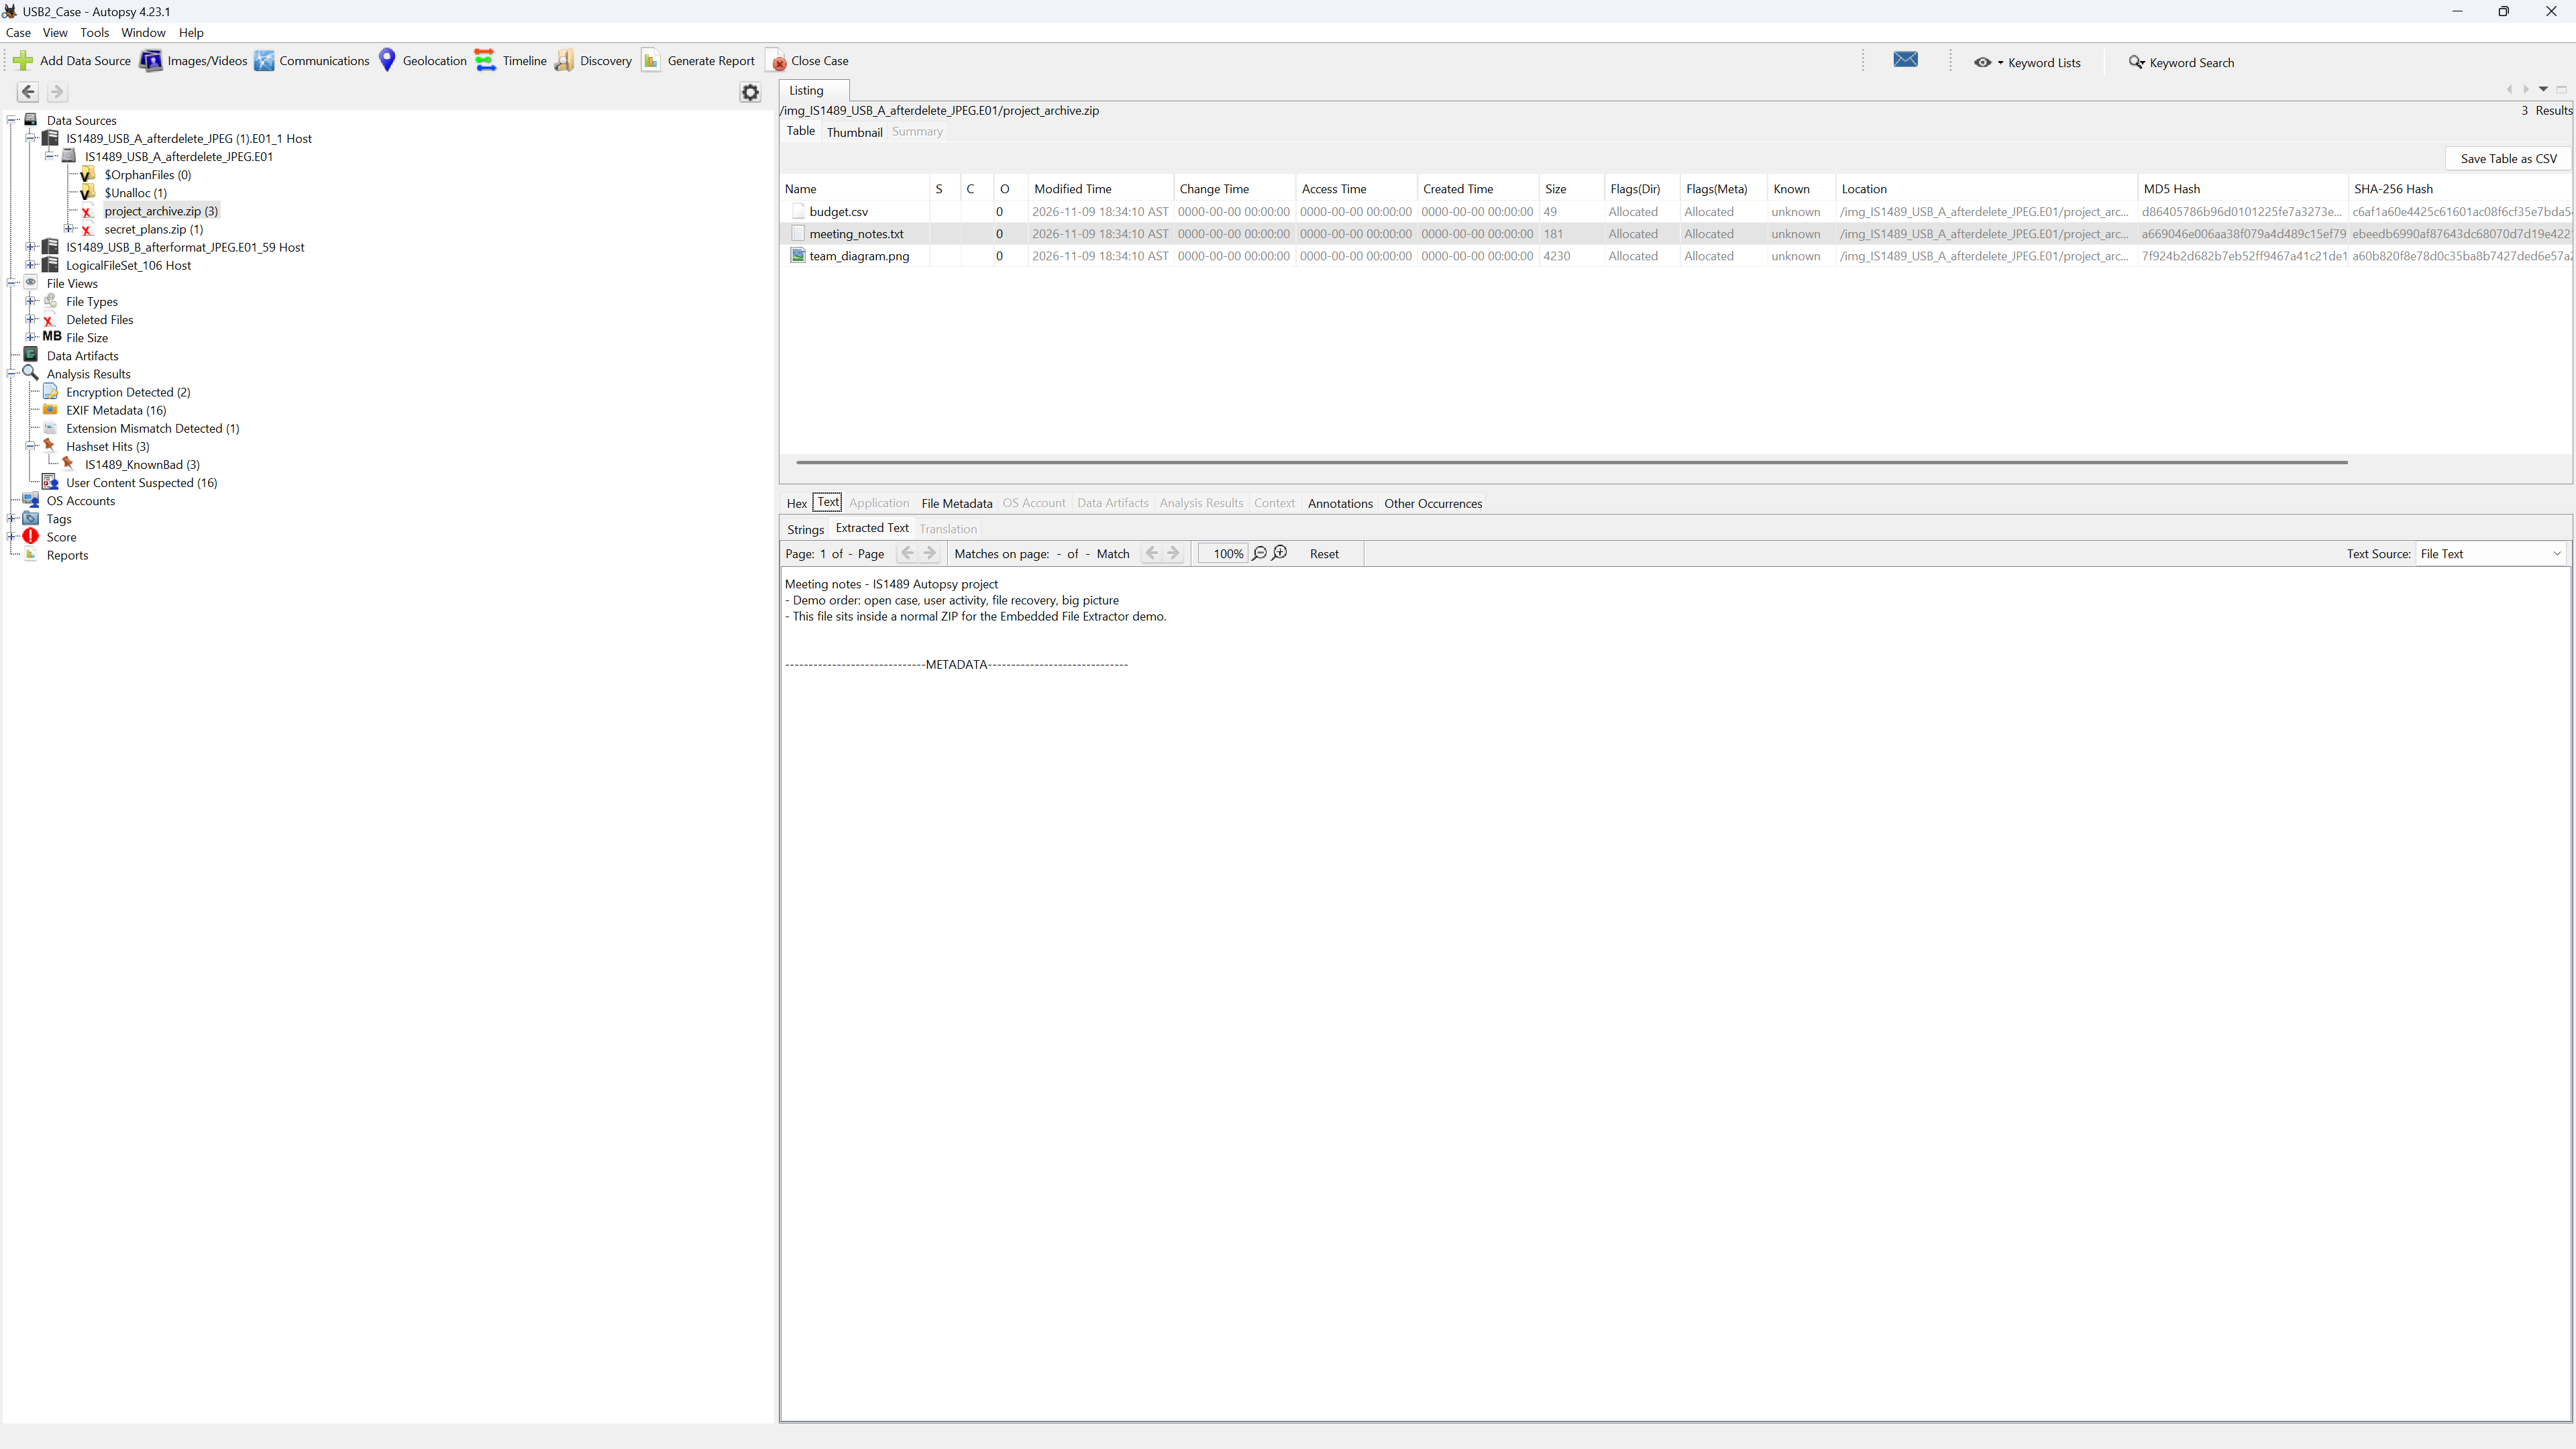 USB2_Case - Autopsy 4.23.1
Case View Tools Window Help
Add Data Source Images/Videos Communications Geolocation Timeline Discovery Generate Report Close Case Keyword Lists Keyword Search
Data Sources
IS1489_USB_A_afterdelete_JPEG (1).E01_1 Host
IS1489_USB_A_afterdelete_JPEG.E01
$OrphanFiles (0)
$Unalloc (1)
project_archive.zip (3)
secret_plans.zip (1)
IS1489_USB_B_afterformat_JPEG.E01_59 Host
LogicalFileSet_106 Host
File Views
File Types
Deleted Files
MB File Size
Data Artifacts
Analysis Results
Encryption Detected (2)
EXIF Metadata (16)
Extension Mismatch Detected (1)
Hashset Hits (3)
IS1489_KnownBad (3)
User Content Suspected (16)
OS Accounts
Tags
Score
Reports
Listing
/img_IS1489_USB_A_afterdelete_JPEG.E01/project_archive.zip 3 Results
Table Thumbnail Summary
Save Table as CSV
Name S C O Modified Time Change Time Access Time Created Time Size Flags(Dir) Flags(Meta) Known Location MD5 Hash SHA-256 Hash
budget.csv 0 2026-11-09 18:34:10 AST 0000-00-00 00:00:00 0000-00-00 00:00:00 0000-00-00 00:00:00 49 Allocated Allocated unknown /img_IS1489_USB_A_afterdelete_JPEG.E01/project_arc... d86405786b96d0101225fe7a3273e... c6af1a60e4425c61601ac08f6cf35e7bda5
meeting_notes.txt 0 2026-11-09 18:34:10 AST 0000-00-00 00:00:00 0000-00-00 00:00:00 0000-00-00 00:00:00 181 Allocated Allocated unknown /img_IS1489_USB_A_afterdelete_JPEG.E01/project_arc... a669046e006aa38f079a4d489c15ef79 ebeedb6990af87643dc68070d7d19e422
team_diagram.png 0 2026-11-09 18:34:10 AST 0000-00-00 00:00:00 0000-00-00 00:00:00 0000-00-00 00:00:00 4230 Allocated Allocated unknown /img_IS1489_USB_A_afterdelete_JPEG.E01/project_arc... 7f924b2d682b7eb52ff9467a41c21de1 a60b820f8e78d0c35ba8b7427ded6e57a
Hex Text Application File Metadata OS Account Data Artifacts Analysis Results Context Annotations Other Occurrences
Strings Extracted Text Translation
Page: 1 of - Page Matches on page: - of - Match 100% Reset Text Source: File Text
Meeting notes - IS1489 Autopsy project
- Demo order: open case, user activity, file recovery, big picture
- This file sits inside a normal ZIP for the Embedded File Extractor demo.
------------------------------METADATA------------------------------